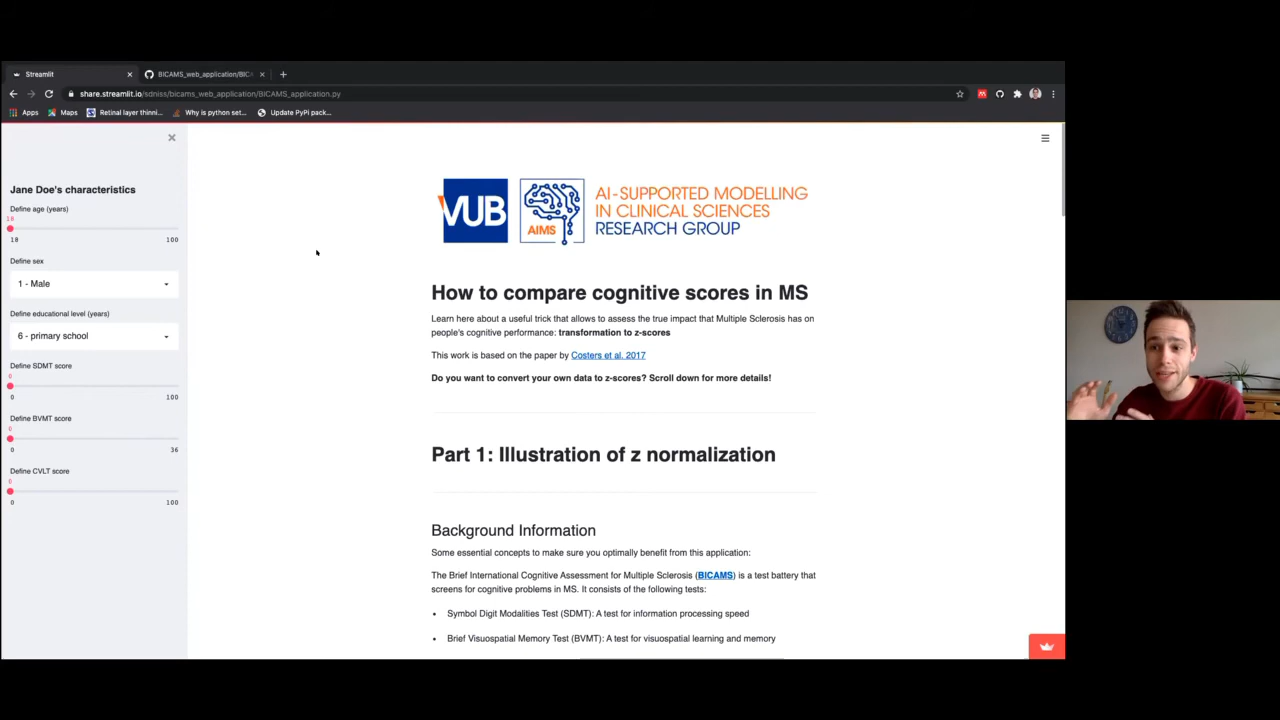 Streamlit
BICAMS_web_application/BIC
share.streamlit.io/sdniss/bicams_web_application/BICAMS_application.py
Apps
Maps
Retinal layer thinni...
Why is python set...
Update PyPi pack...
Jane Doe's characteristics
Define age (years)
18
18 100
Define sex
1 - Male
Define educational level (years)
6 - primary school
Define SDMT score
0
0 100
Define BVMT score
0
0 36
Define CVLT score
0
0 100
VUB
AIMS
AI-SUPPORTED MODELLING
IN CLINICAL SCIENCES
RESEARCH GROUP
How to compare cognitive scores in MS
Learn here about a useful trick that allows to assess the true impact that Multiple Sclerosis has on
people's cognitive performance: transformation to z-scores
This work is based on the paper by Costers et al. 2017
Do you want to convert your own data to z-scores? Scroll down for more details!
Part 1: Illustration of z normalization
Background Information
Some essential concepts to make sure you optimally benefit from this application:
The Brief International Cognitive Assessment for Multiple Sclerosis (BICAMS) is a test battery that
screens for cognitive problems in MS. It consists of the following tests:
• Symbol Digit Modalities Test (SDMT): A test for information processing speed
• Brief Visuospatial Memory Test (BVMT): A test for visuospatial learning and memory